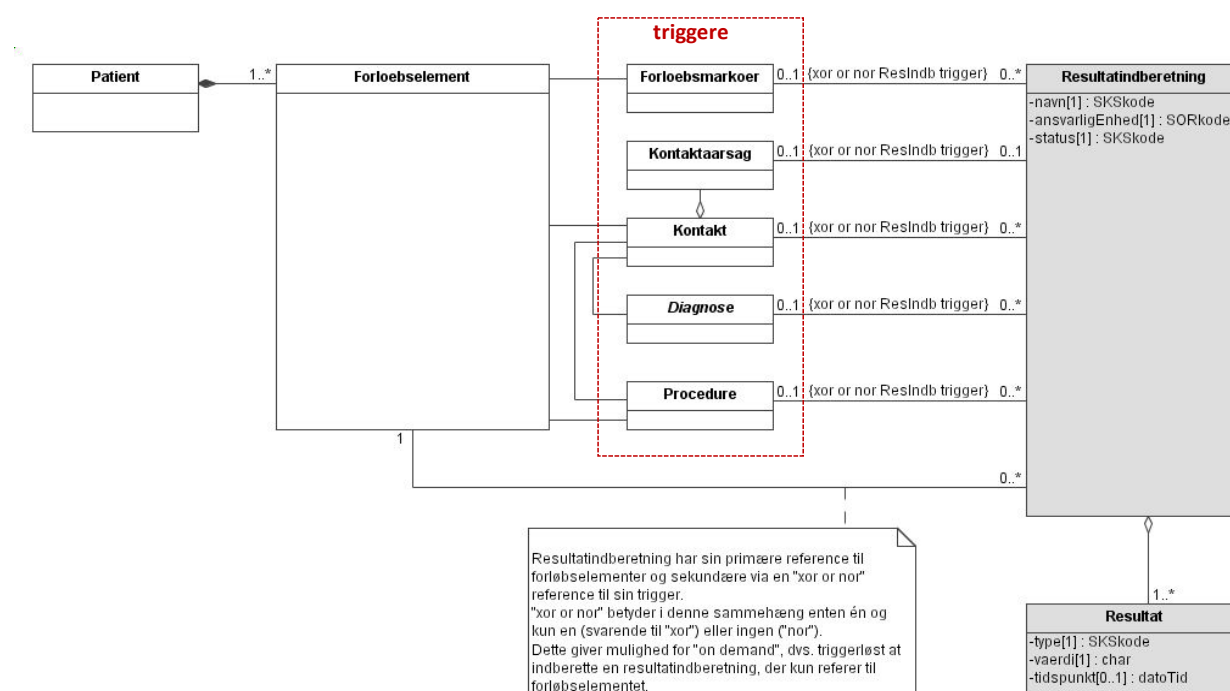 triggere
Patient
1..*
Forloebselement
Forloebsmarkoer
0..1 {xor or nor ResIndb trigger} 0..*
Resultatindberetning
-navn[1] : SKSkode
-ansvarligEnhed[1] : SORkode
-status[1] : SKSkode
Kontaktaarsag
0..1 {xor or nor ResIndb trigger} 0..1
Kontakt
0..1 {xor or nor ResIndb trigger} 0..*
Diagnose
0..1 {xor or nor ResIndb trigger} 0..*
Procedure
0..1 {xor or nor ResIndb trigger} 0..*
1
0..*
Resultatindberetning har sin primære reference til
forløbselementer og sekundære via en "xor or nor"
reference til sin trigger.
"xor or nor" betyder i denne sammehæng enten én og
kun en (svarende til "xor") eller ingen ("nor").
Dette giver mulighed for "on demand", dvs. triggerløst at
indberette en resultatindberetning, der kun referer til
forløbselementet.
1..*
Resultat
-type[1] : SKSkode
-vaerdi[1] : char
-tidspunkt[0..1] : datoTid